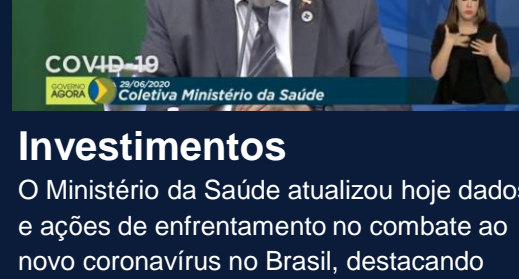 COVID-19
GOVERNO
AGORA
29/06/2020
Coletiva Ministério da Saúde
Investimentos
O Ministério da Saúde atualizou hoje dados
e ações de enfrentamento no combate ao
novo coronavírus no Brasil, destacando